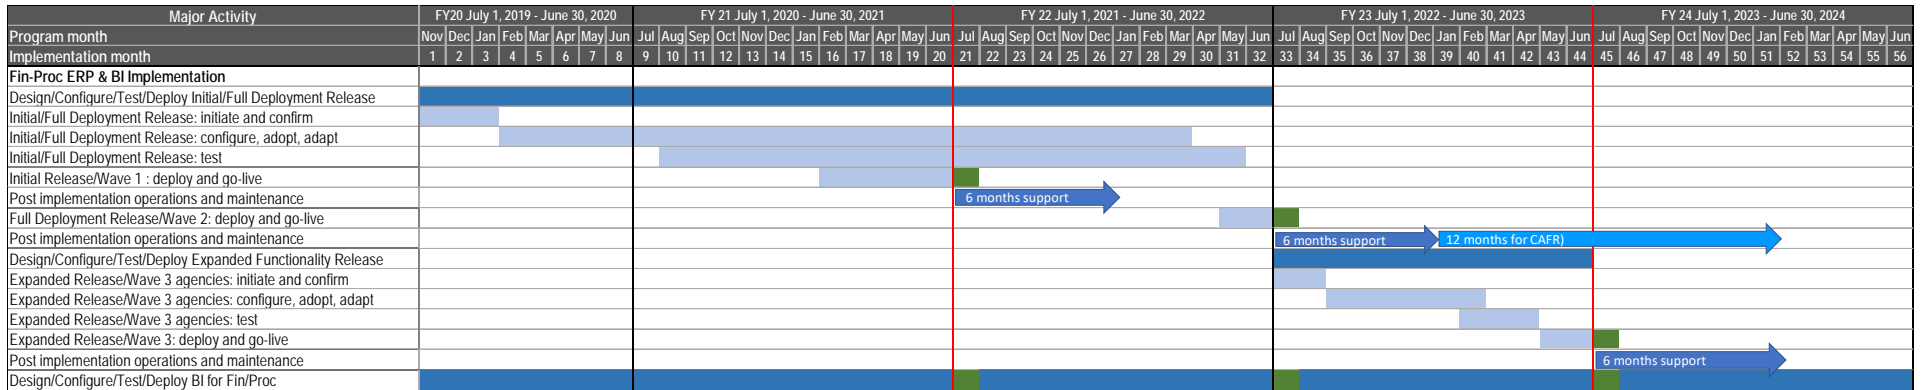 Major Activity FY20 July 1, 2019 - June 30, 2020 FY 21 July 1, 2020 - June 30, 2021 FY 22 July 1, 2021 - June 30, 2022 FY 23 July 1, 2022 - June 30, 2023 FY 24 July 1, 2023 - June 30, 2024
Program month Nov Dec Jan Feb Mar Apr May Jun Jul Aug Sep Oct Nov Dec Jan Feb Mar Apr May Jun Jul Aug Sep Oct Nov Dec Jan Feb Mar Apr May Jun Jul Aug Sep Oct Nov Dec Jan Feb Mar Apr May Jun Jul Aug Sep Oct Nov Dec Jan Feb Mar Apr May Jun
Implementation month 1 2 3 4 5 6 7 8 9 10 11 12 13 14 15 16 17 18 19 20 21 22 23 24 25 26 27 28 29 30 31 32 33 34 35 36 37 38 39 40 41 42 43 44 45 46 47 48 49 50 51 52 53 54 55 56
Fin-Proc ERP & BI Implementation
Design/Configure/Test/Deploy Initial/Full Deployment Release
Initial/Full Deployment Release: initiate and confirm
Initial/Full Deployment Release: configure, adopt, adapt
Initial/Full Deployment Release: test
Initial Release/Wave 1 : deploy and go-live
Post implementation operations and maintenance 6 months support
Full Deployment Release/Wave 2: deploy and go-live
Post implementation operations and maintenance 6 months support 12 months for CAFR)
Design/Configure/Test/Deploy Expanded Functionality Release
Expanded Release/Wave 3 agencies: initiate and confirm
Expanded Release/Wave 3 agencies: configure, adopt, adapt
Expanded Release/Wave 3 agencies: test
Expanded Release/Wave 3: deploy and go-live
Post implementation operations and maintenance 6 months support
Design/Configure/Test/Deploy BI for Fin/Proc